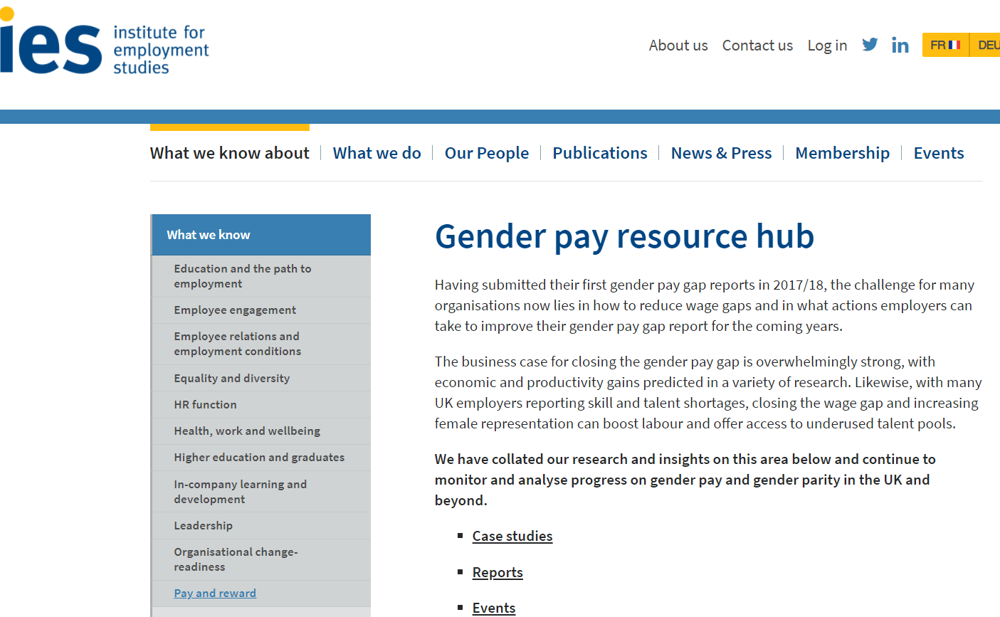 ies
institute for
employment
studies
About us
Contact us
Log in
FR
DEU
What we know about
What we do
Our People
Publications
News & Press
Membership
Events
What we know
Education and the path to
employment
Employee engagement
Employee relations and
employment conditions
Equality and diversity
HR function
Health, work and wellbeing
Higher education and graduates
In-company learning and
development
Leadership
Organisational change-
readiness
Pay and reward
Gender pay resource hub
Having submitted their first gender pay gap reports in 2017/18, the challenge for many
organisations now lies in how to reduce wage gaps and in what actions employers can
take to improve their gender pay gap report for the coming years.
The business case for closing the gender pay gap is overwhelmingly strong, with
economic and productivity gains predicted in a variety of research. Likewise, with many
UK employers reporting skill and talent shortages, closing the wage gap and increasing
female representation can boost labour and offer access to underused talent pools.
We have collated our research and insights on this area below and continue to
monitor and analyse progress on gender pay and gender parity in the UK and
beyond.
Case studies
Reports
Events